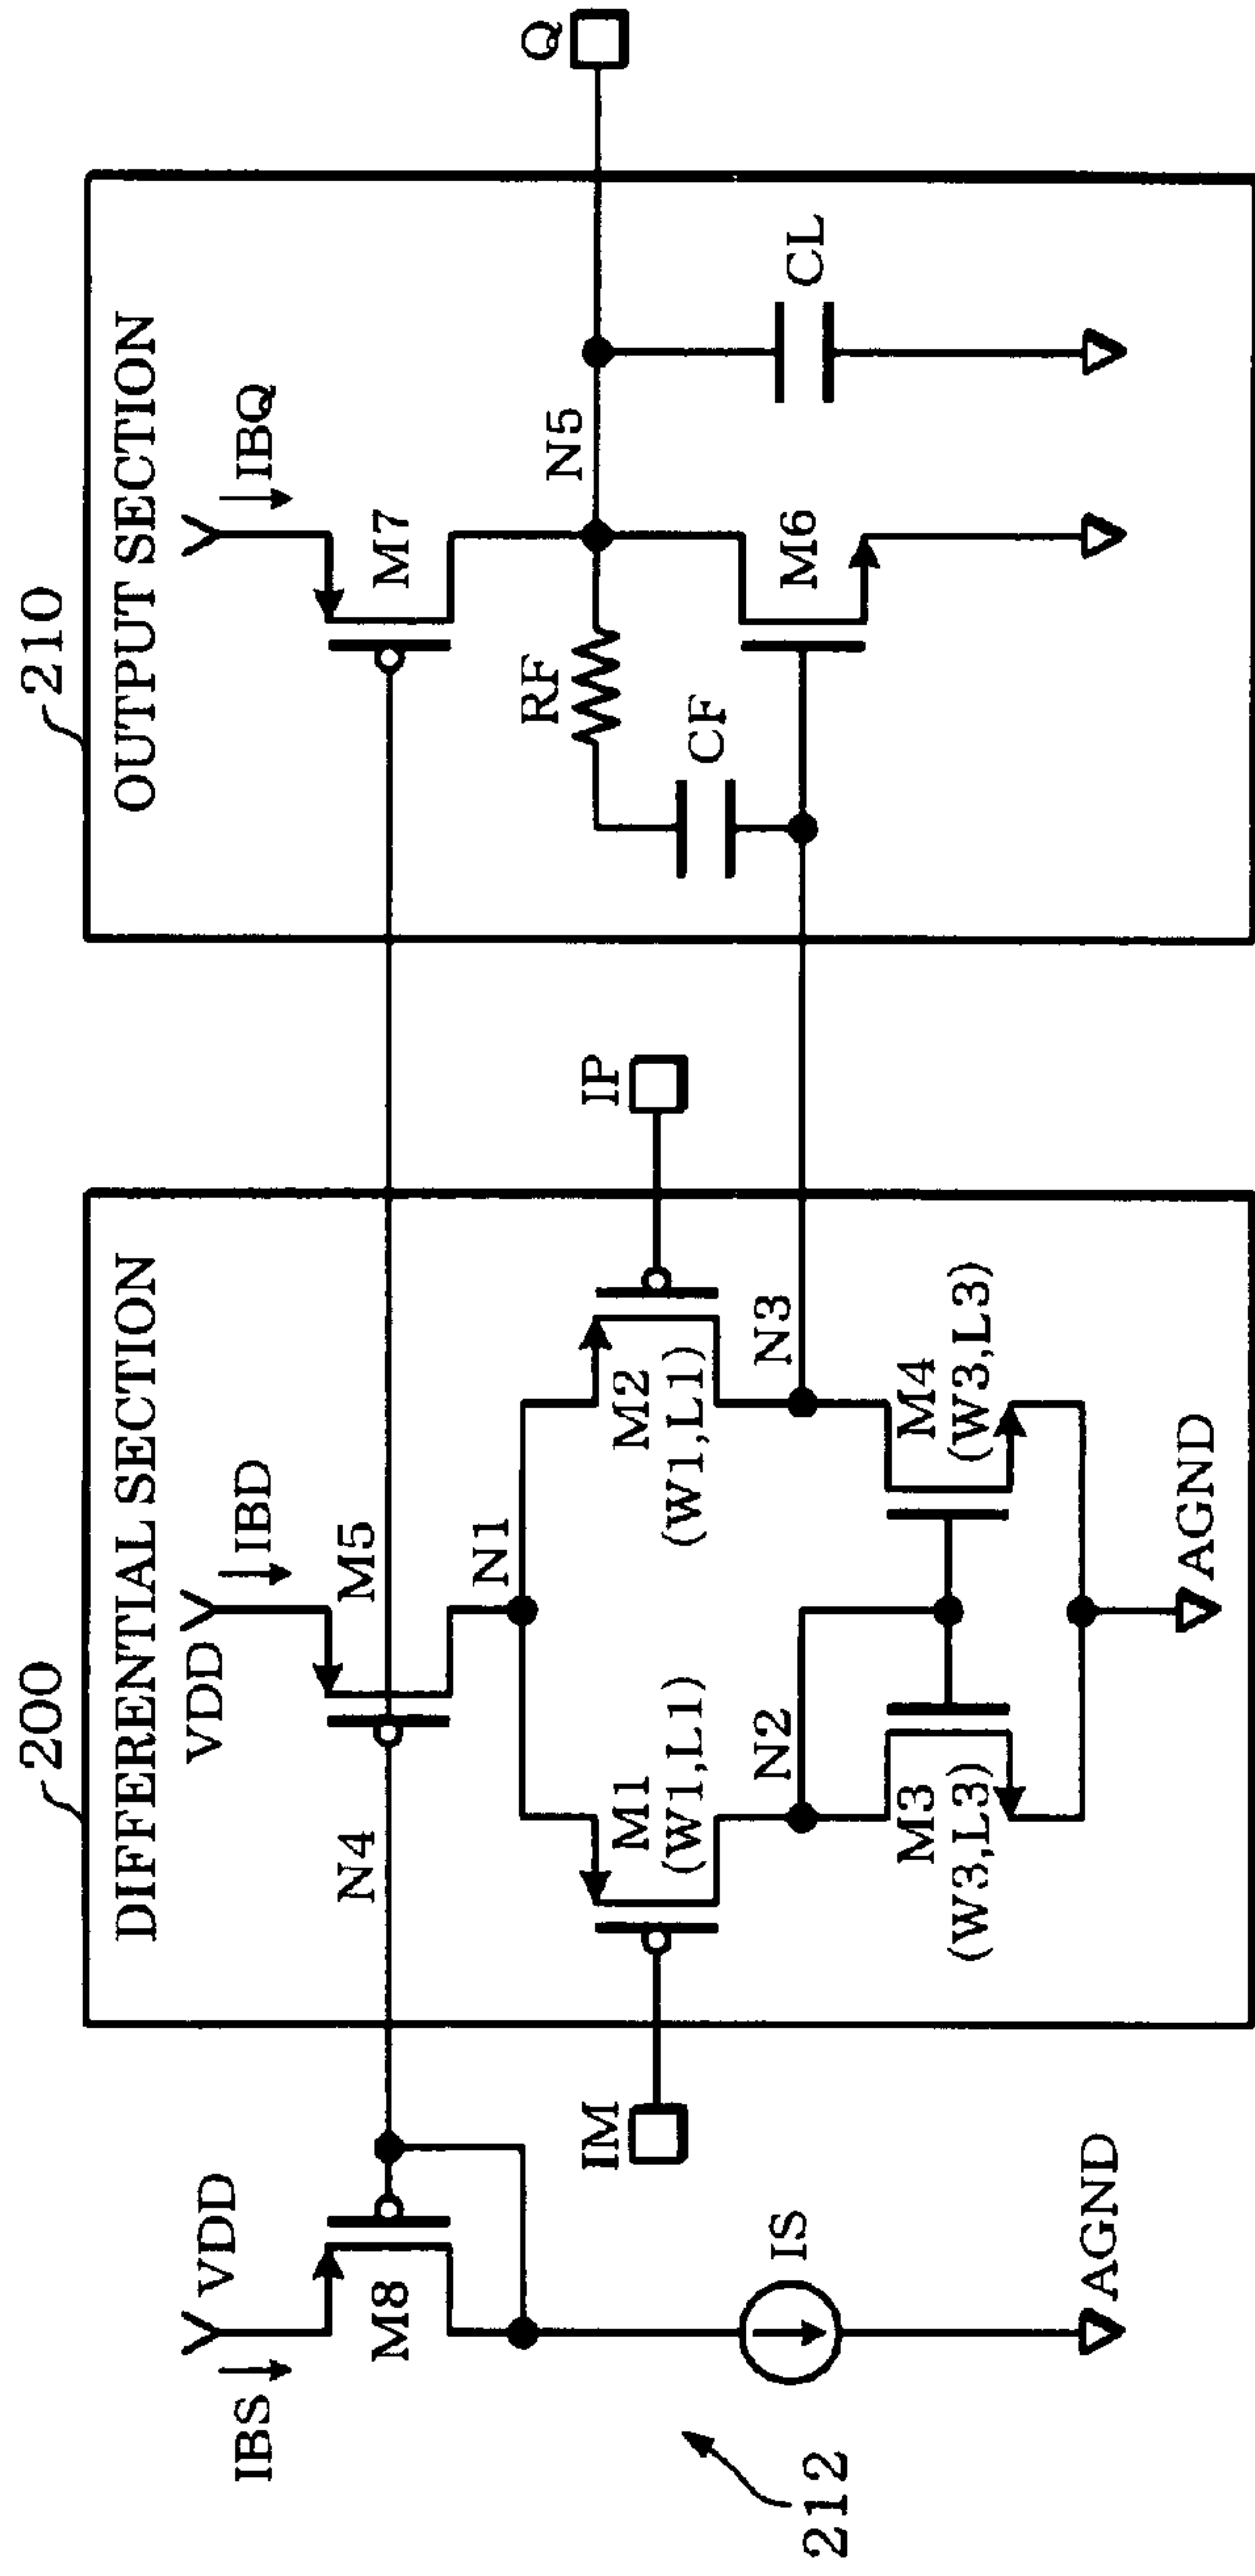 200
DIFFERENTIAL SECTION
210
OUTPUT SECTION
IBS
VDD
VDD
IBD
IBQ
M8
N4
M5
M7
N1
N5
Q
IM
M1
(W1,L1)
M2
(W1,L1)
IP
RF
CF
N2
N3
M6
CL
IS
M3
(W3,L3)
M4
(W3,L3)
212
AGND
AGND